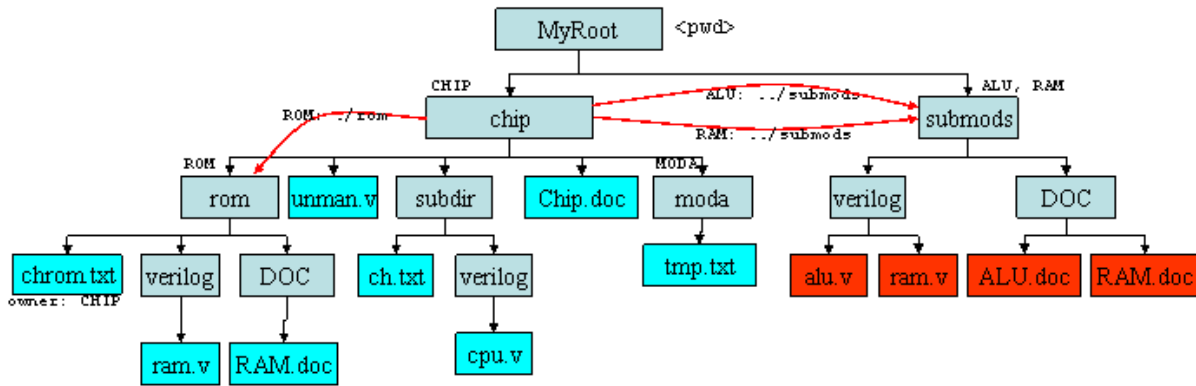 MyRoot
<pwd>
CHIP
ALU, RAM
ALU: ../submods
ROM: ./rom
chip
submods
RAM: ../submods
ROM
MODA
rom
unman.v
subdir
Chip.doc
moda
verilog
DOC
chrom.txt
verilog
DOC
ch.txt
verilog
tmp.txt
alu.v
ram.v
ALU.doc
RAM.doc
owner: CHIP
ram.v
RAM.doc
cpu.v